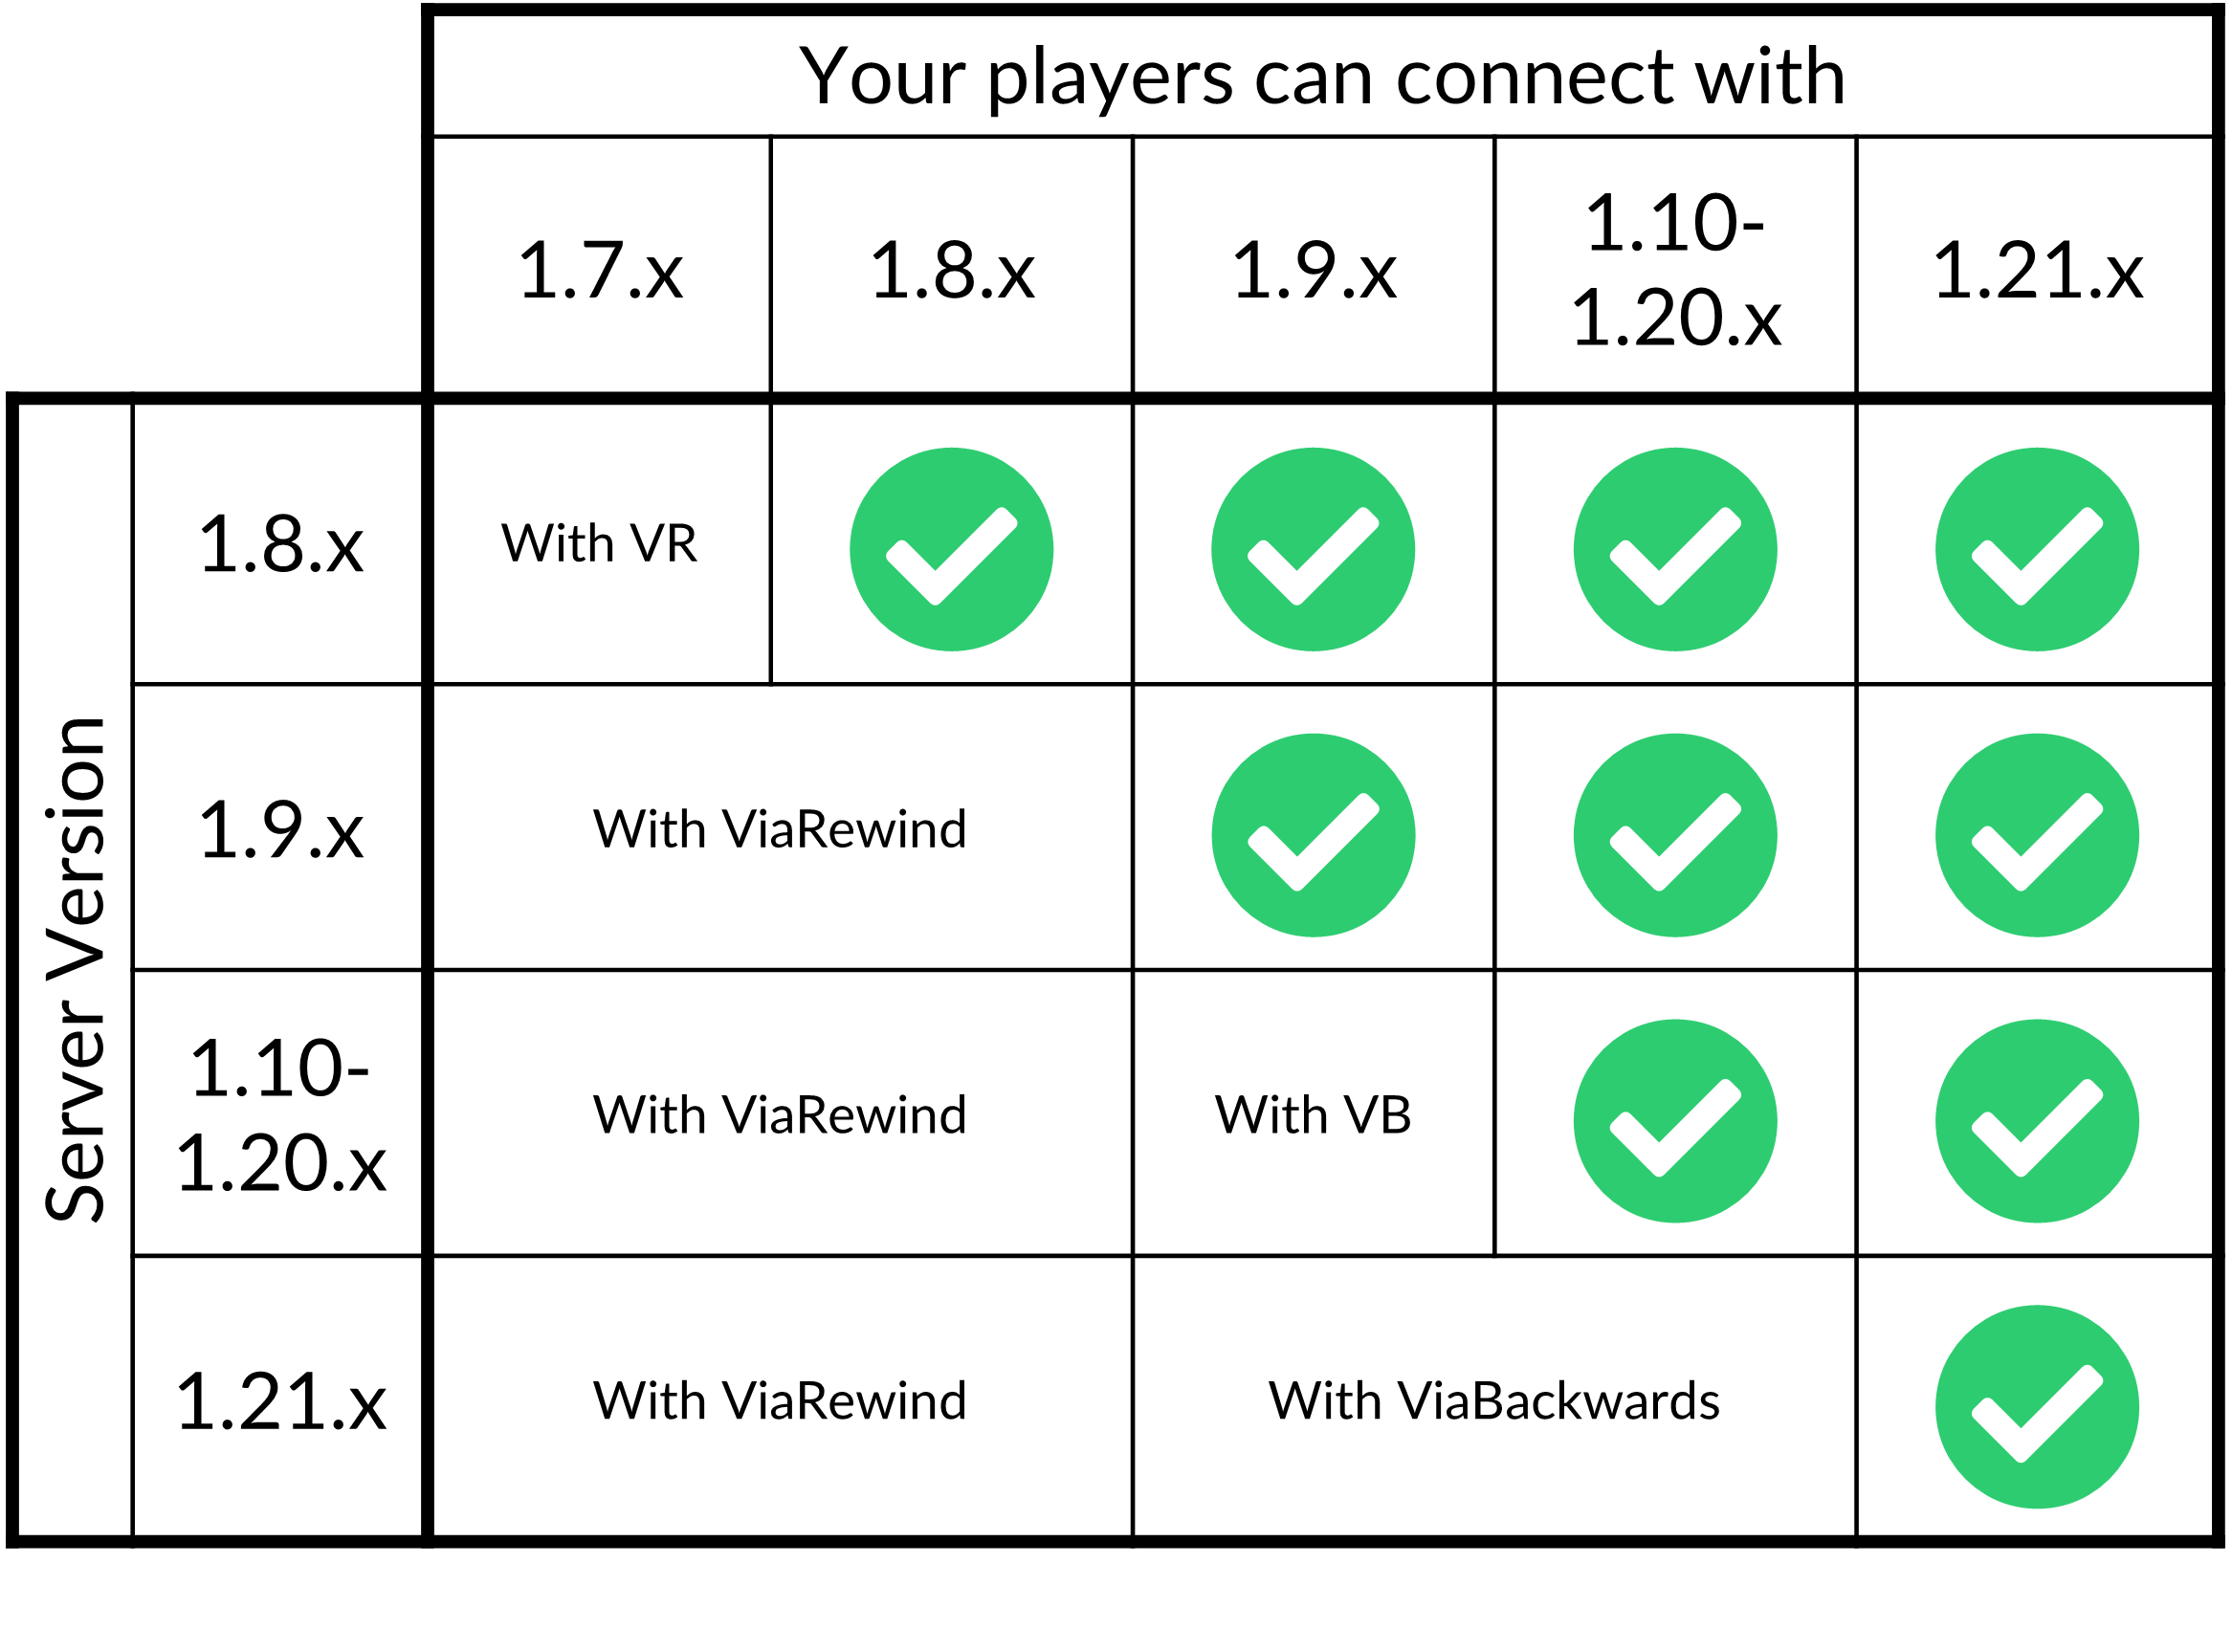 Your players can connect with
1.7.x
1.8.x
1.9.x
1.10-
1.20.x
1.21.x
Server Version
1.8.x
With VR
1.9.x
With ViaRewind
1.10-
1.20.x
With ViaRewind
With VB
1.21.x
With ViaRewind
With ViaBackwards